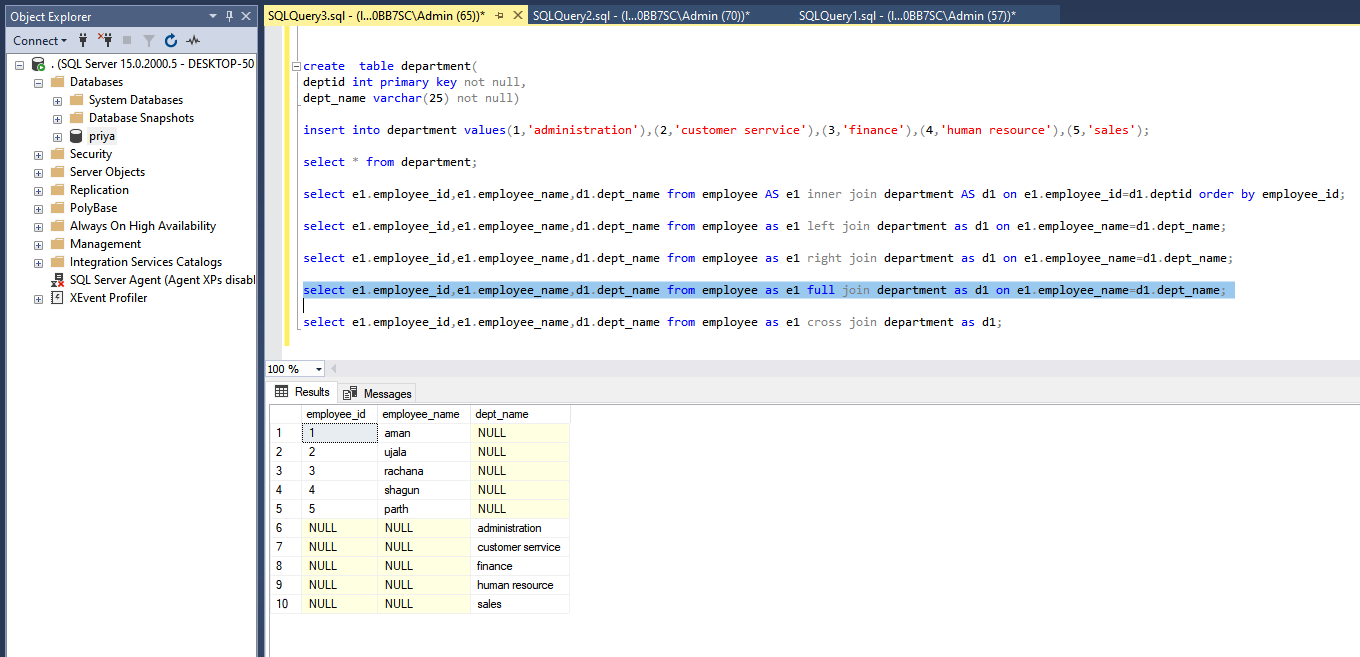 Object Explorer
Connect
. (SQL Server 15.0.2000.5 - DESKTOP-50
Databases
System Databases
Database Snapshots
priya
Security
Server Objects
Replication
PolyBase
Always On High Availability
Management
Integration Services Catalogs
SQL Server Agent (Agent XPs disabl
XEvent Profiler
SQLQuery3.sql - (l...0BB7SC\Admin (65))*
SQLQuery2.sql - (l...0BB7SC\Admin (70))*
SQLQuery1.sql - (l...0BB7SC\Admin (57))*
create  table department(
deptid int primary key not null,
dept_name varchar(25) not null)
insert into department values(1,'administration'),(2,'customer serrvice'),(3,'finance'),(4,'human resource'),(5,'sales');
select * from department;
select e1.employee_id,e1.employee_name,d1.dept_name from employee AS e1 inner join department AS d1 on e1.employee_id=d1.deptid order by employee_id;
select e1.employee_id,e1.employee_name,d1.dept_name from employee as e1 left join department as d1 on e1.employee_name=d1.dept_name;
select e1.employee_id,e1.employee_name,d1.dept_name from employee as e1 right join department as d1 on e1.employee_name=d1.dept_name;
select e1.employee_id,e1.employee_name,d1.dept_name from employee as e1 full join department as d1 on e1.employee_name=d1.dept_name;
select e1.employee_id,e1.employee_name,d1.dept_name from employee as e1 cross join department as d1;
100 %
Results Messages
employee_id employee_name dept_name
1 1 aman NULL
2 2 ujala NULL
3 3 rachana NULL
4 4 shagun NULL
5 5 parth NULL
6 NULL NULL administration
7 NULL NULL customer serrvice
8 NULL NULL finance
9 NULL NULL human resource
10 NULL NULL sales